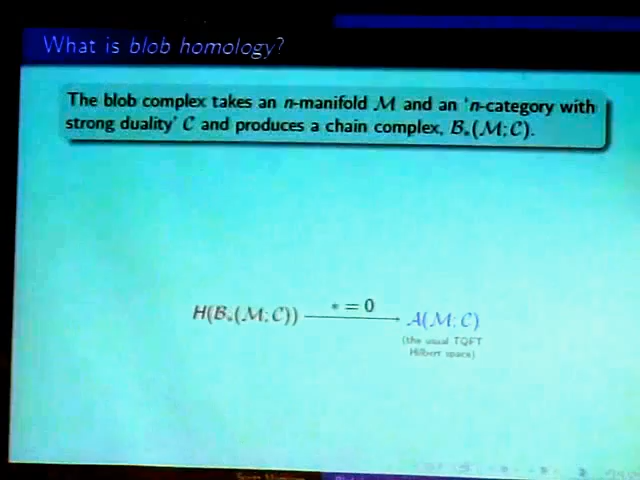 What is blob homology?
The blob complex takes an n-manifold M and an 'n-category with
strong duality' C and produces a chain complex, B*(M; C).
H(B*(M; C)) * = 0 A(M; C)
(the usual TQFT
Hilbert space)